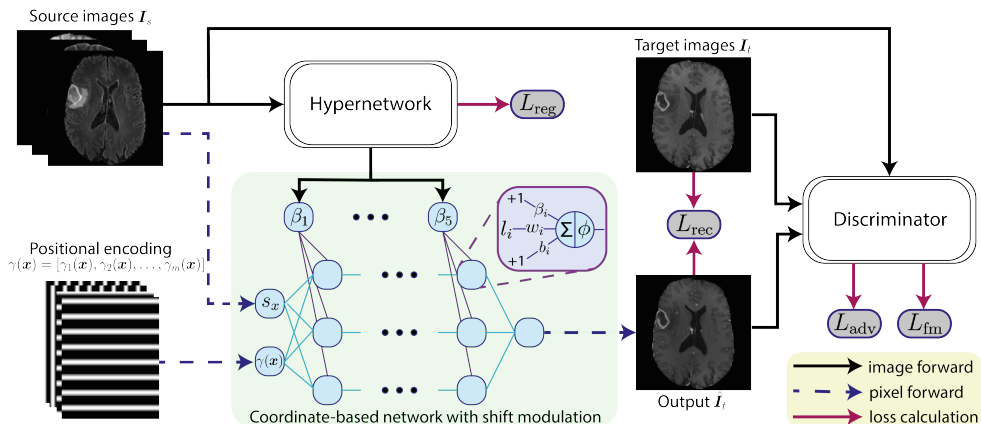 Source images I_s
Hypernetwork
L_reg
Target images I_t
Discriminator
L_rec
L_adv
L_fm
β_1
β_5
+1
β_i
l_i
w_i
Σ
ϕ
b_i
+1
Positional encoding
γ(x) = [γ_1(x), γ_2(x), . . . , γ_m(x)]
s_x
γ(x)
Coordinate-based network with shift modulation
Output Î_t
image forward
pixel forward
loss calculation